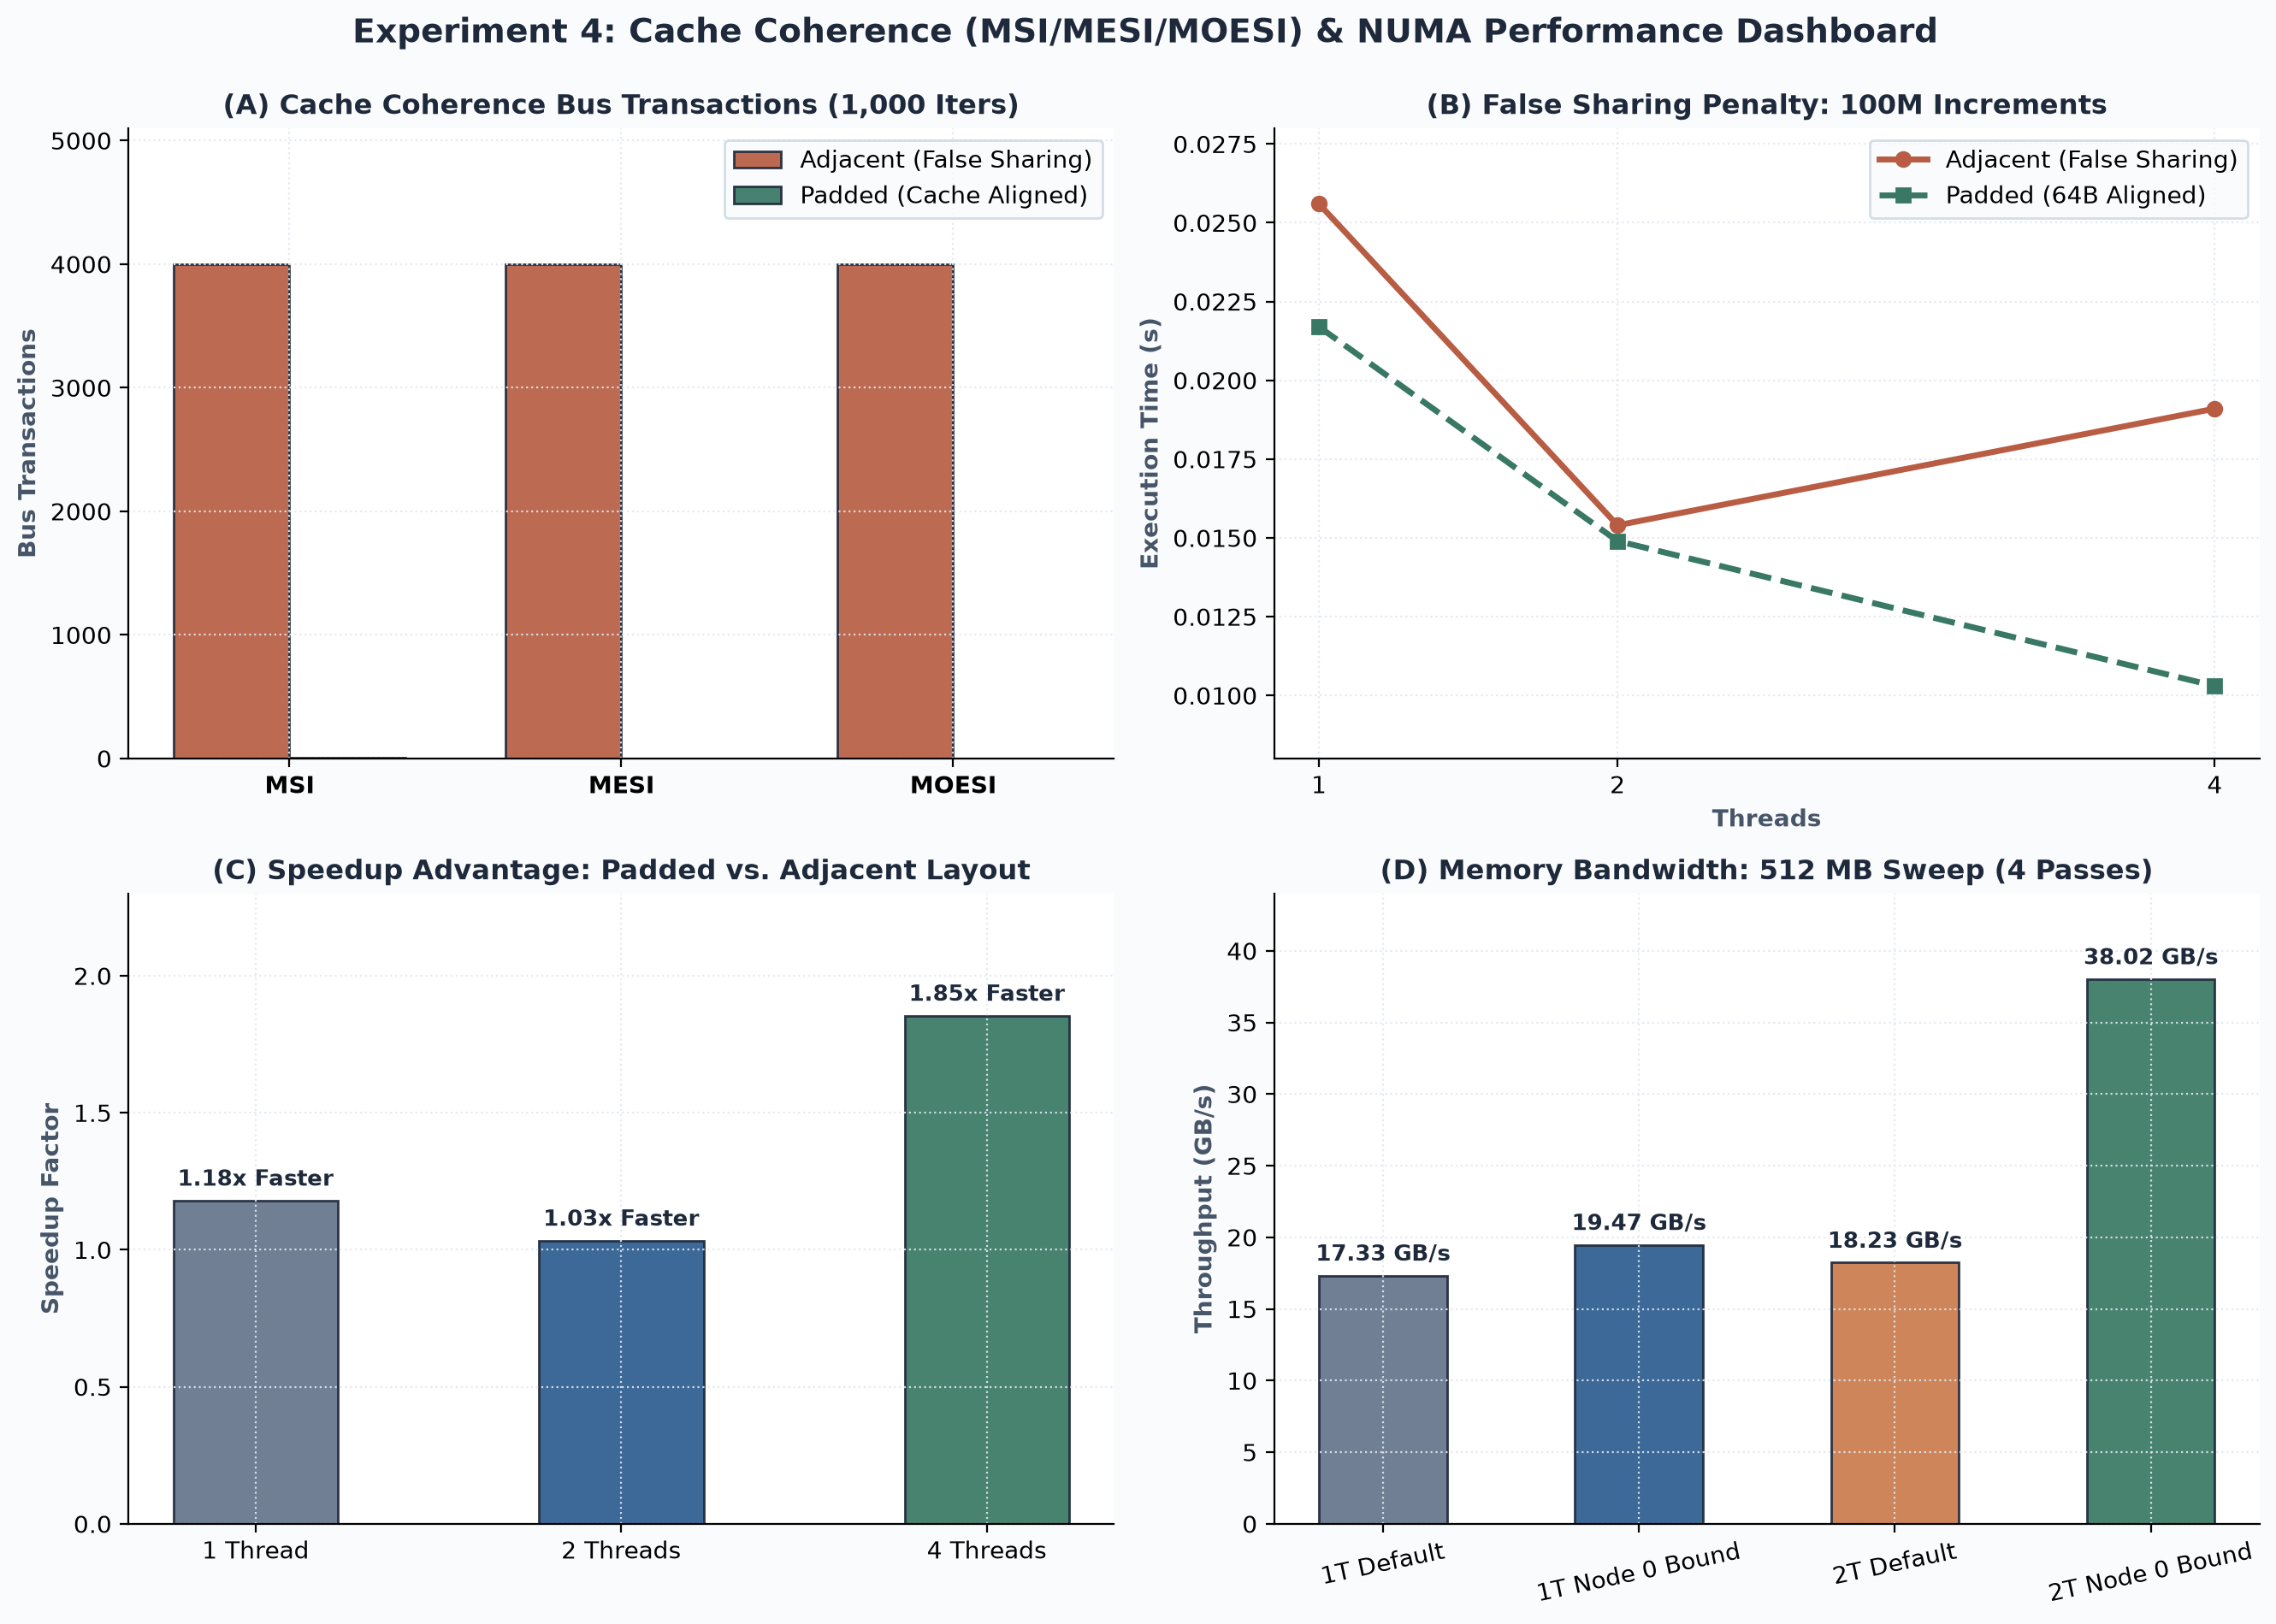 Experiment 4: Cache Coherence (MSI/MESI/MOESI) & NUMA Performance Dashboard
(A) Cache Coherence Bus Transactions (1,000 Iters)
Bus Transactions
5000
4000
3000
2000
1000
0
Adjacent (False Sharing)
Padded (Cache Aligned)
MSI
MESI
MOESI
(B) False Sharing Penalty: 100M Increments
Execution Time (s)
0.0275
0.0250
0.0225
0.0200
0.0175
0.0150
0.0125
0.0100
Adjacent (False Sharing)
Padded (64B Aligned)
1
2
4
Threads
(C) Speedup Advantage: Padded vs. Adjacent Layout
Speedup Factor
2.0
1.5
1.0
0.5
0.0
1.18x Faster
1.03x Faster
1.85x Faster
1 Thread
2 Threads
4 Threads
(D) Memory Bandwidth: 512 MB Sweep (4 Passes)
Throughput (GB/s)
40
35
30
25
20
15
10
5
0
17.33 GB/s
19.47 GB/s
18.23 GB/s
38.02 GB/s
1T Default
1T Node 0 Bound
2T Default
2T Node 0 Bound